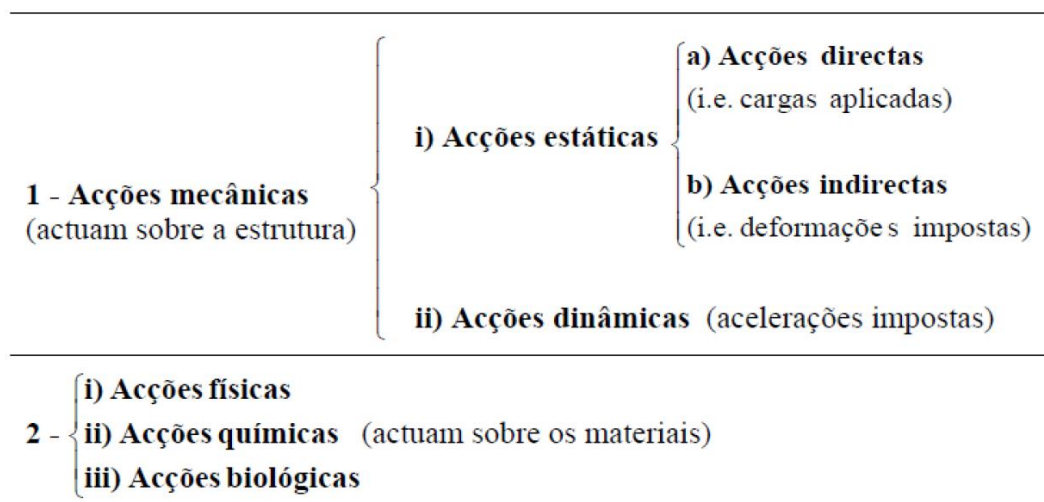 a) Acções directas
(i.e. cargas aplicadas)
i) Acções estáticas
b) Acções indirectas
(i.e. deformaçõe s impostas)
1 - Acções mecânicas
(actuam sobre a estrutura)
ii) Acções dinâmicas (acelerações impostas)
i) Acções físicas
2 - ii) Acções químicas (actuam sobre os materiais)
iii) Acções biológicas